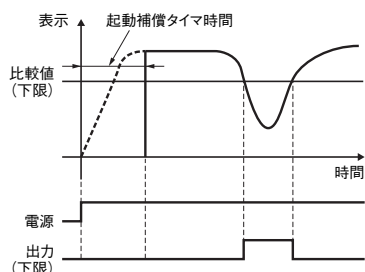 表示
起動補償タイマ時間
比較値
（下限）
時間
電源
出力
（下限）